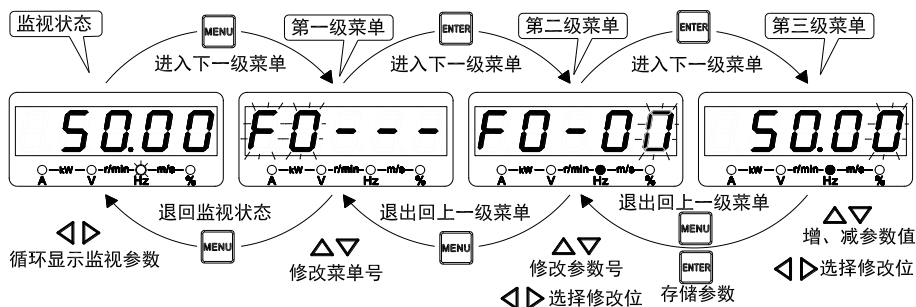 监视状态
MENU
第一级菜单
ENTER
第二级菜单
ENTER
第三级菜单
进入下一级菜单
进入下一级菜单
进入下一级菜单
50.00
F0---
F0-00
50.00
kW r/min m/s
A V Hz %
kW r/min m/s
A V Hz %
kW r/min m/s
A V Hz %
kW r/min m/s
A V Hz %
退回监视状态
MENU
退出回上一级菜单
MENU
退出回上一级菜单
MENU
ENTER
存储参数
循环显示监视参数
修改菜单号
修改参数号
选择修改位
增、减参数值
选择修改位